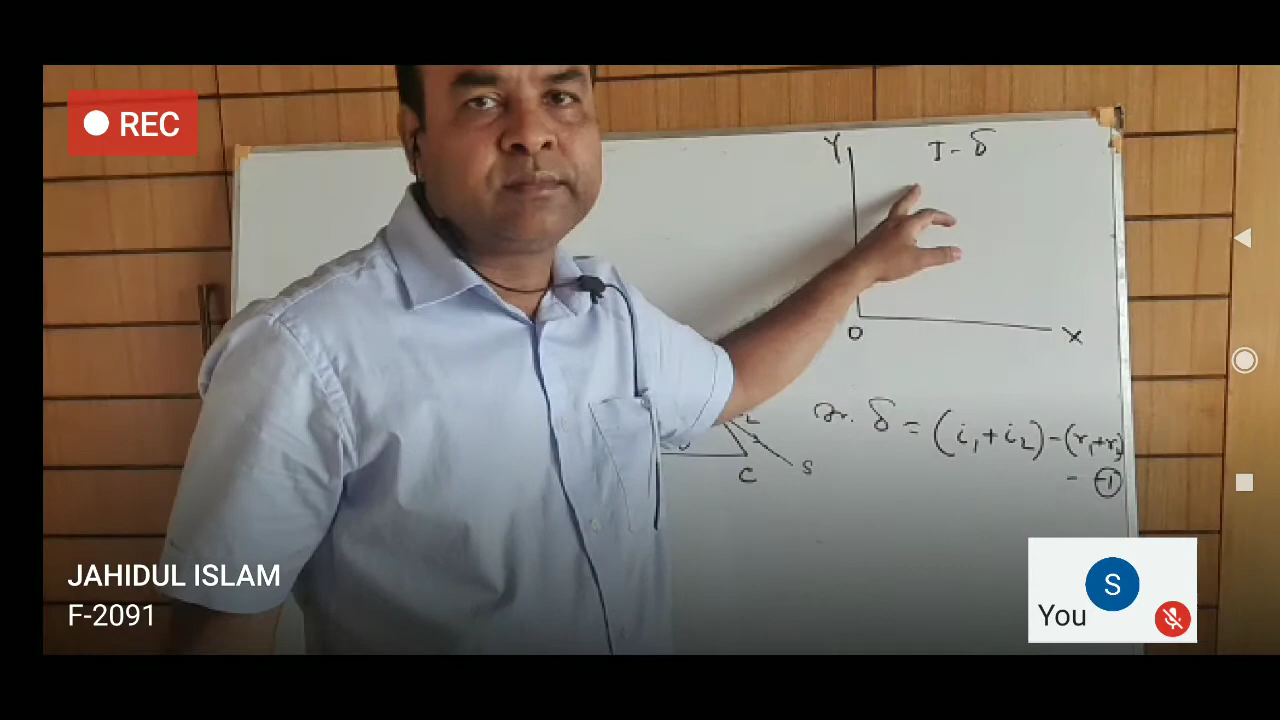 REC
Y I - δ
O X
δ = (i₁+i₂)-(r₁+r₂)
- ①
C S
JAHIDUL ISLAM
F-2091
S
You